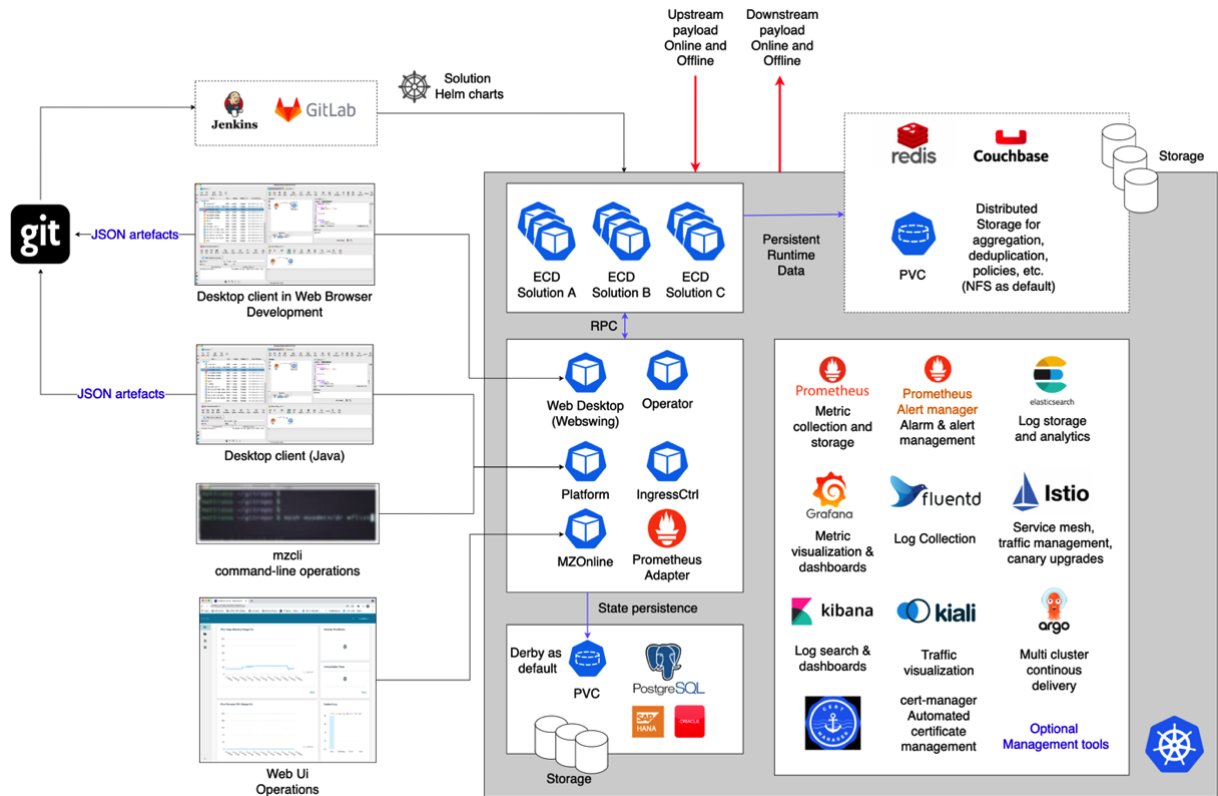 Upstream
payload
Online and
Offline
Downstream
payload
Online and
Offline
Jenkins
GitLab
Solution
Helm charts
redis
Couchbase
Storage
git
JSON artefacts
Desktop client in Web Browser
Development
ECD
Solution A
ECD
Solution B
ECD
Solution C
Persistent
Runtime
Data
PVC
Distributed
Storage for
aggregation,
deduplication,
policies, etc.
(NFS as default)
RPC
JSON artefacts
Desktop client (Java)
Web Desktop
(Webswing)
Operator
Platform
IngressCtrl
MZOnline
Prometheus
Adapter
mzcli
command-line operations
State persistence
Derby as
default
PVC
PostgreSQL
SAP
HANA
ORACLE
Storage
Web Ui
Operations
Prometheus
Metric
collection and
storage
Prometheus
Alert manager
Alarm & alert
management
elasticsearch
Log storage
and analytics
Grafana
Metric
visualization &
dashboards
fluentd
Log Collection
Istio
Service mesh,
traffic management,
canary upgrades
kibana
Log search &
dashboards
kiali
Traffic
visualization
argo
Multi cluster
continous
delivery
CERT
MANAGER
cert-manager
Automated
certificate
management
Optional
Management tools